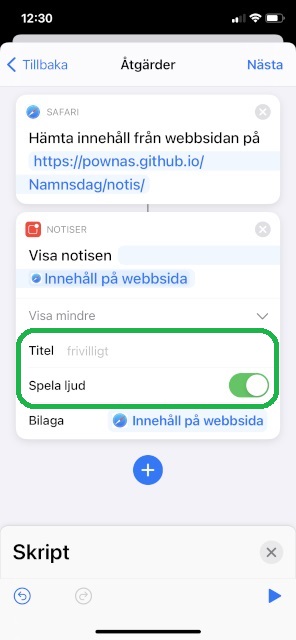 12:30
Tillbaka
Åtgärder
Nästa
SAFARI
Hämta innehåll från webbsidan på
https://pownas.github.io/
Namnsdag/notis/
NOTISER
Visa notisen
Innehåll på webbsida
Visa mindre
Titel frivilligt
Spela ljud
Bilaga Innehåll på webbsida
Skript